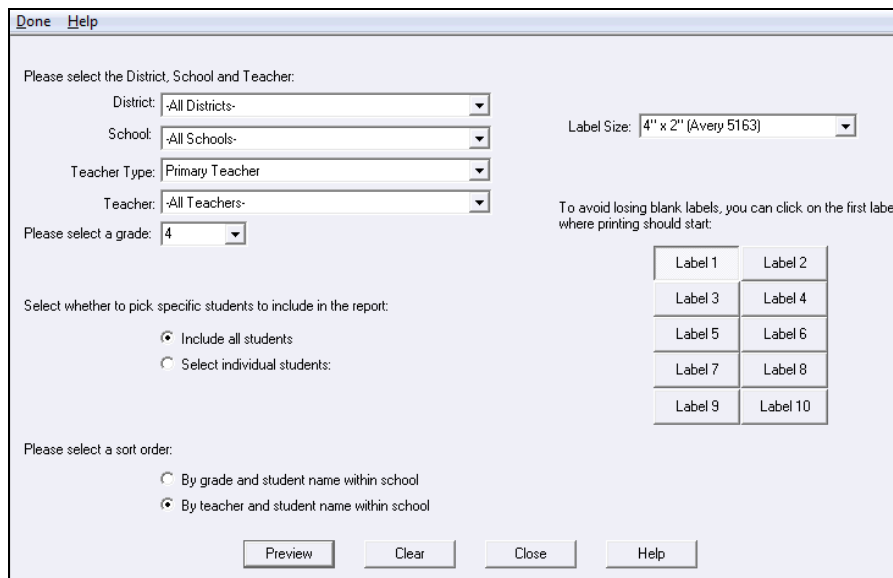 Done Help
Please select the District, School and Teacher:
District: -All Districts-
School: -All Schools-
Teacher Type: Primary Teacher
Teacher: -All Teachers-
Please select a grade: 4
Label Size: 4" x 2" (Avery 5163)
To avoid losing blank labels, you can click on the first labe
where printing should start:
Label 1 Label 2
Label 3 Label 4
Label 5 Label 6
Label 7 Label 8
Label 9 Label 10
Select whether to pick specific students to include in the report:
Include all students
Select individual students:
Please select a sort order:
By grade and student name within school
By teacher and student name within school
Preview Clear Close Help